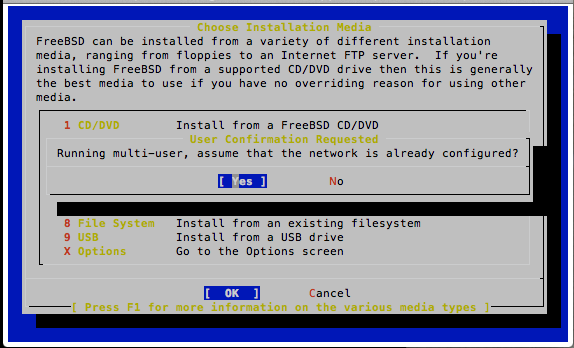 Choose Installation Media
FreeBSD can be installed from a variety of different installation
media, ranging from floppies to an Internet FTP server.  If you're
installing FreeBSD from a supported CD/DVD drive then this is generally
the best media to use if you have no overriding reason for using other
media.
1 CD/DVD Install from a FreeBSD CD/DVD
User Confirmation Requested
Running multi-user, assume that the network is already configured?
[ Yes ] No
8 File System Install from an existing filesystem
9 USB Install from a USB drive
X Options Go to the Options screen
[ OK ] Cancel
[ Press F1 for more information on the various media types ]